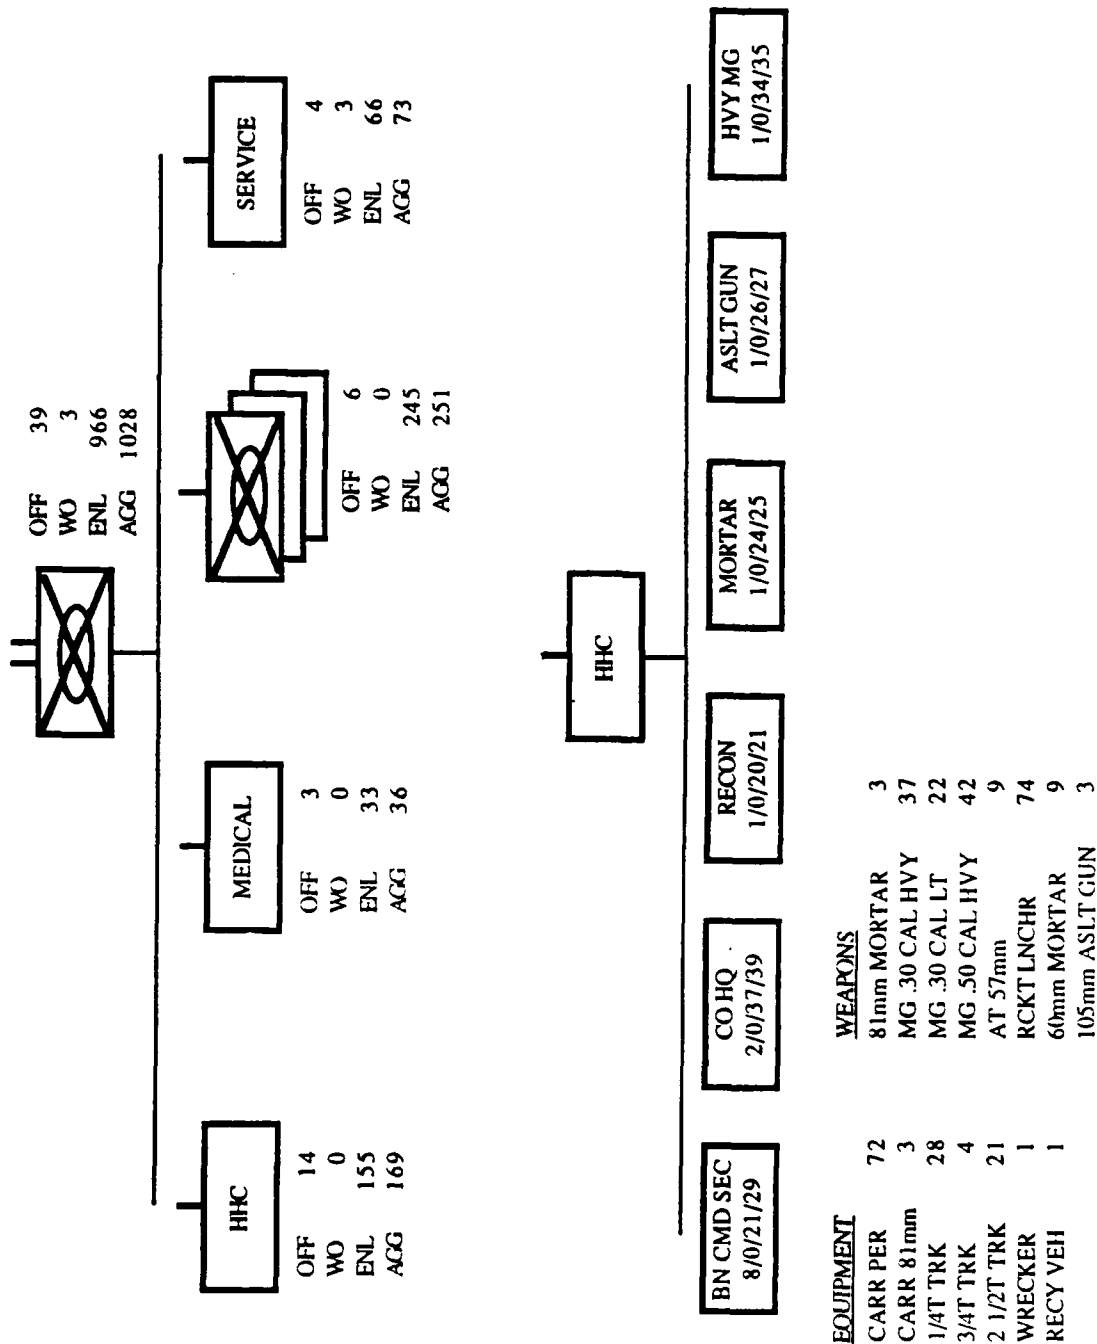 OFF 39
WO 3
ENL 966
AGG 1028
HHC
OFF 14
WO 0
ENL 155
AGG 169
MEDICAL
OFF 3
WO 0
ENL 33
AGG 36
OFF 6
WO 0
ENL 245
AGG 251
SERVICE
OFF 4
WO 3
ENL 66
AGG 73
HHC
BN CMD SEC
8/0/21/29
CO HQ
2/0/37/39
RECON
1/0/20/21
MORTAR
1/0/24/25
ASLT GUN
1/0/26/27
HVY MG
1/0/34/35
EQUIPMENT
CARR PER 72
CARR 81mm 3
1/4T TRK 28
3/4T TRK 4
2 1/2T TRK 21
WRECKER 1
RECY VEH 1
WEAPONS
81mm MORTAR 3
MG .30 CAL HVY 37
MG .30 CAL LT 22
MG .50 CAL HVY 42
AT 57mm 9
RCKT LNCHR 74
60mm MORTAR 9
105mm ASLT GUN 3